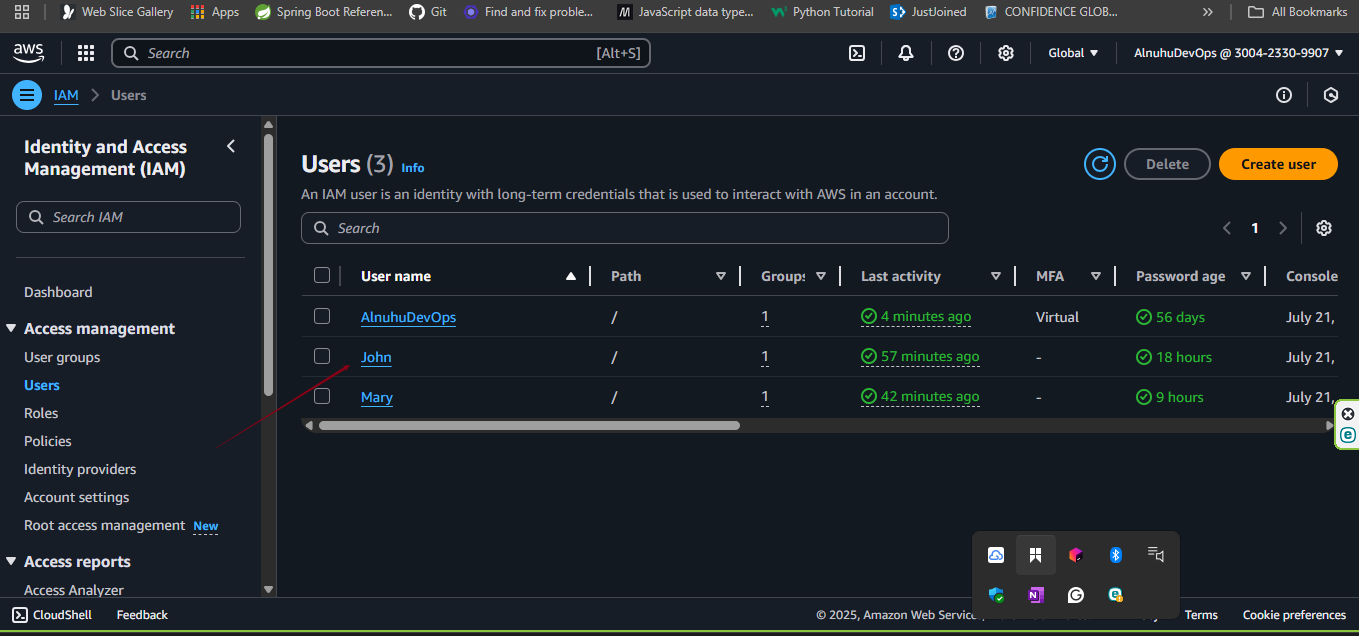 Web Slice Gallery Apps Spring Boot Referen... Git Find and fix proble... JavaScript data type... Python Tutorial JustJoined CONFIDENCE GLOB... » All Bookmarks
aws Search [Alt+S] Global AlnuhuDevOps @ 3004-2330-9907
IAM Users
Identity and Access
Management (IAM)
Search IAM
Dashboard
Access management
User groups
Users
Roles
Policies
Identity providers
Account settings
Root access management New
Access reports
Access Analyzer
Users (3) Info
Delete Create user
An IAM user is an identity with long-term credentials that is used to interact with AWS in an account.
Search
1
User name Path Groups Last activity MFA Password age Console
AlnuhuDevOps / 1 4 minutes ago Virtual 56 days July 21,
John / 1 57 minutes ago - 18 hours July 21,
Mary / 1 42 minutes ago - 9 hours July 21,
CloudShell Feedback © 2025, Amazon Web Service Terms Cookie preferences